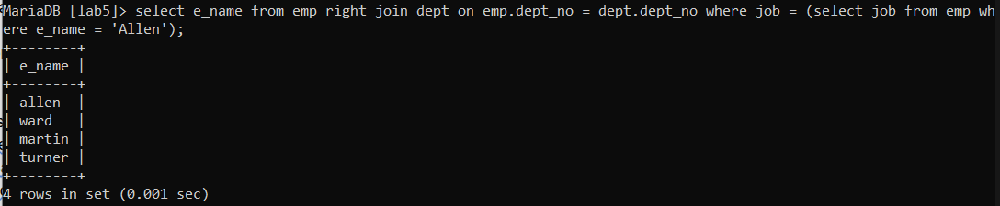 MariaDB [lab5]> select e_name from emp right join dept on emp.dept_no = dept.dept_no where job = (select job from emp wh
ere e_name = 'Allen');
+--------+
| e_name |
+--------+
| allen  |
| ward   |
| martin |
| turner |
+--------+
4 rows in set (0.001 sec)